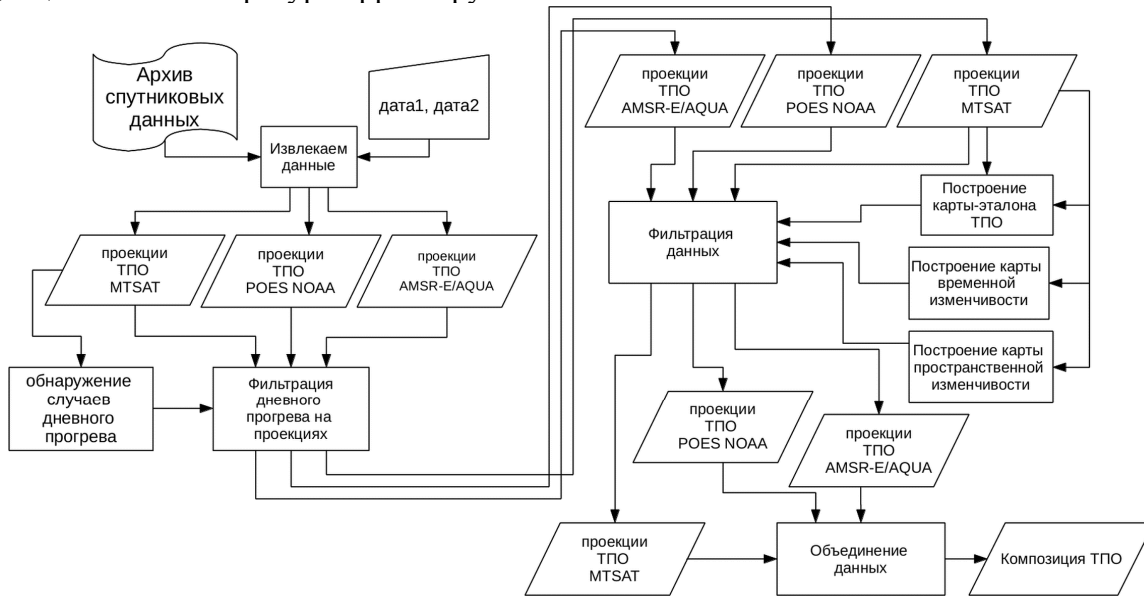 Архив
спутниковых
данных
дата1, дата2
Извлекаем
данные
проекции
ТПО
MTSAT
проекции
ТПО
POES NOAA
проекции
ТПО
AMSR-E/AQUA
обнаружение
случаев
дневного
прогрева
Фильтрация
дневного
прогрева на
проекциях
проекции
ТПО
AMSR-E/AQUA
проекции
ТПО
POES NOAA
проекции
ТПО
MTSAT
Построение
карты-эталона
ТПО
Фильтрация
данных
Построение карты
временной
изменчивости
Построение карты
пространственной
изменчивости
проекции
ТПО
POES NOAA
проекции
ТПО
AMSR-E/AQUA
проекции
ТПО
MTSAT
Объединение
данных
Композиция ТПО